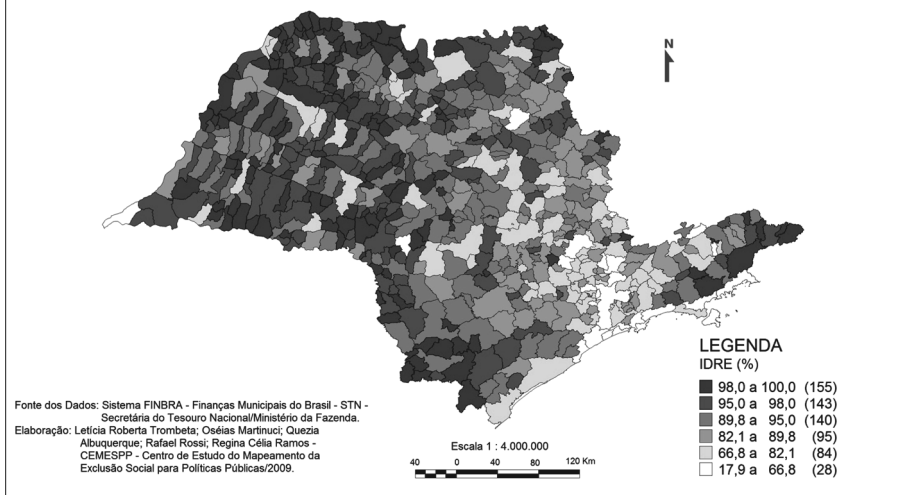 N
LEGENDA
IDRE (%)
98,0 a 100,0 (155)
95,0 a 98,0 (143)
89,8 a 95,0 (140)
82,1 a 89,8 (95)
66,8 a 82,1 (84)
17,9 a 66,8 (28)
Fonte dos Dados: Sistema FINBRA - Finanças Municipais do Brasil - STN -
Secretária do Tesouro Nacional/Ministério da Fazenda.
Elaboração: Letícia Roberta Trombeta; Oséias Martinuci; Quezia
Albuquerque; Rafael Rossi; Regina Célia Ramos -
CEMESPP - Centro de Estudo do Mapeamento da
Exclusão Social para Políticas Públicas/2009.
Escala 1 : 4.000.000
40 0 40 80 120 Km